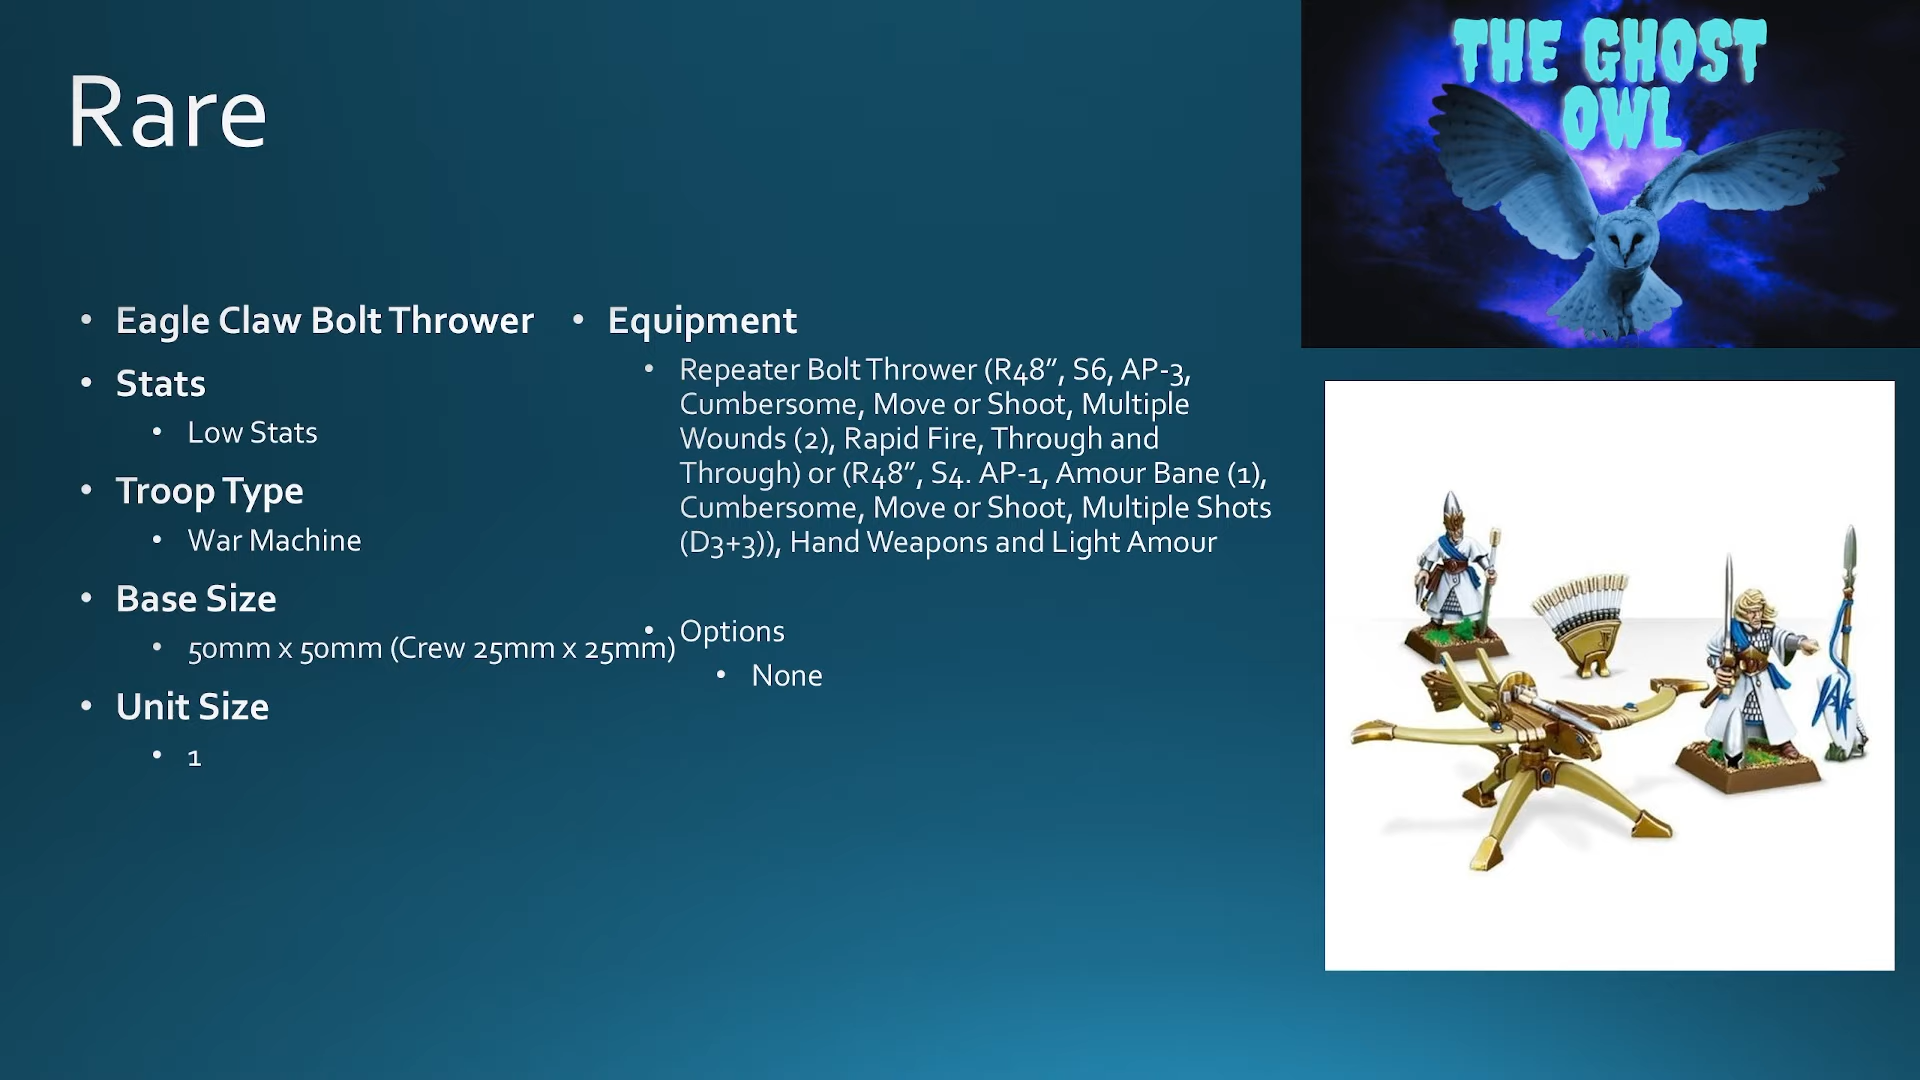 Rare
THE GHOST
OWL
• Eagle Claw Bolt Thrower
• Stats
• Low Stats
• Troop Type
• War Machine
• Base Size
• 50mm x 50mm (Crew 25mm x 25mm)
• Unit Size
• 1
• Equipment
• Repeater Bolt Thrower (R48”, S6, AP-3,
Cumbersome, Move or Shoot, Multiple
Wounds (2), Rapid Fire, Through and
Through) or (R48”, S4. AP-1, Amour Bane (1),
Cumbersome, Move or Shoot, Multiple Shots
(D3+3)), Hand Weapons and Light Amour
• Options
• None